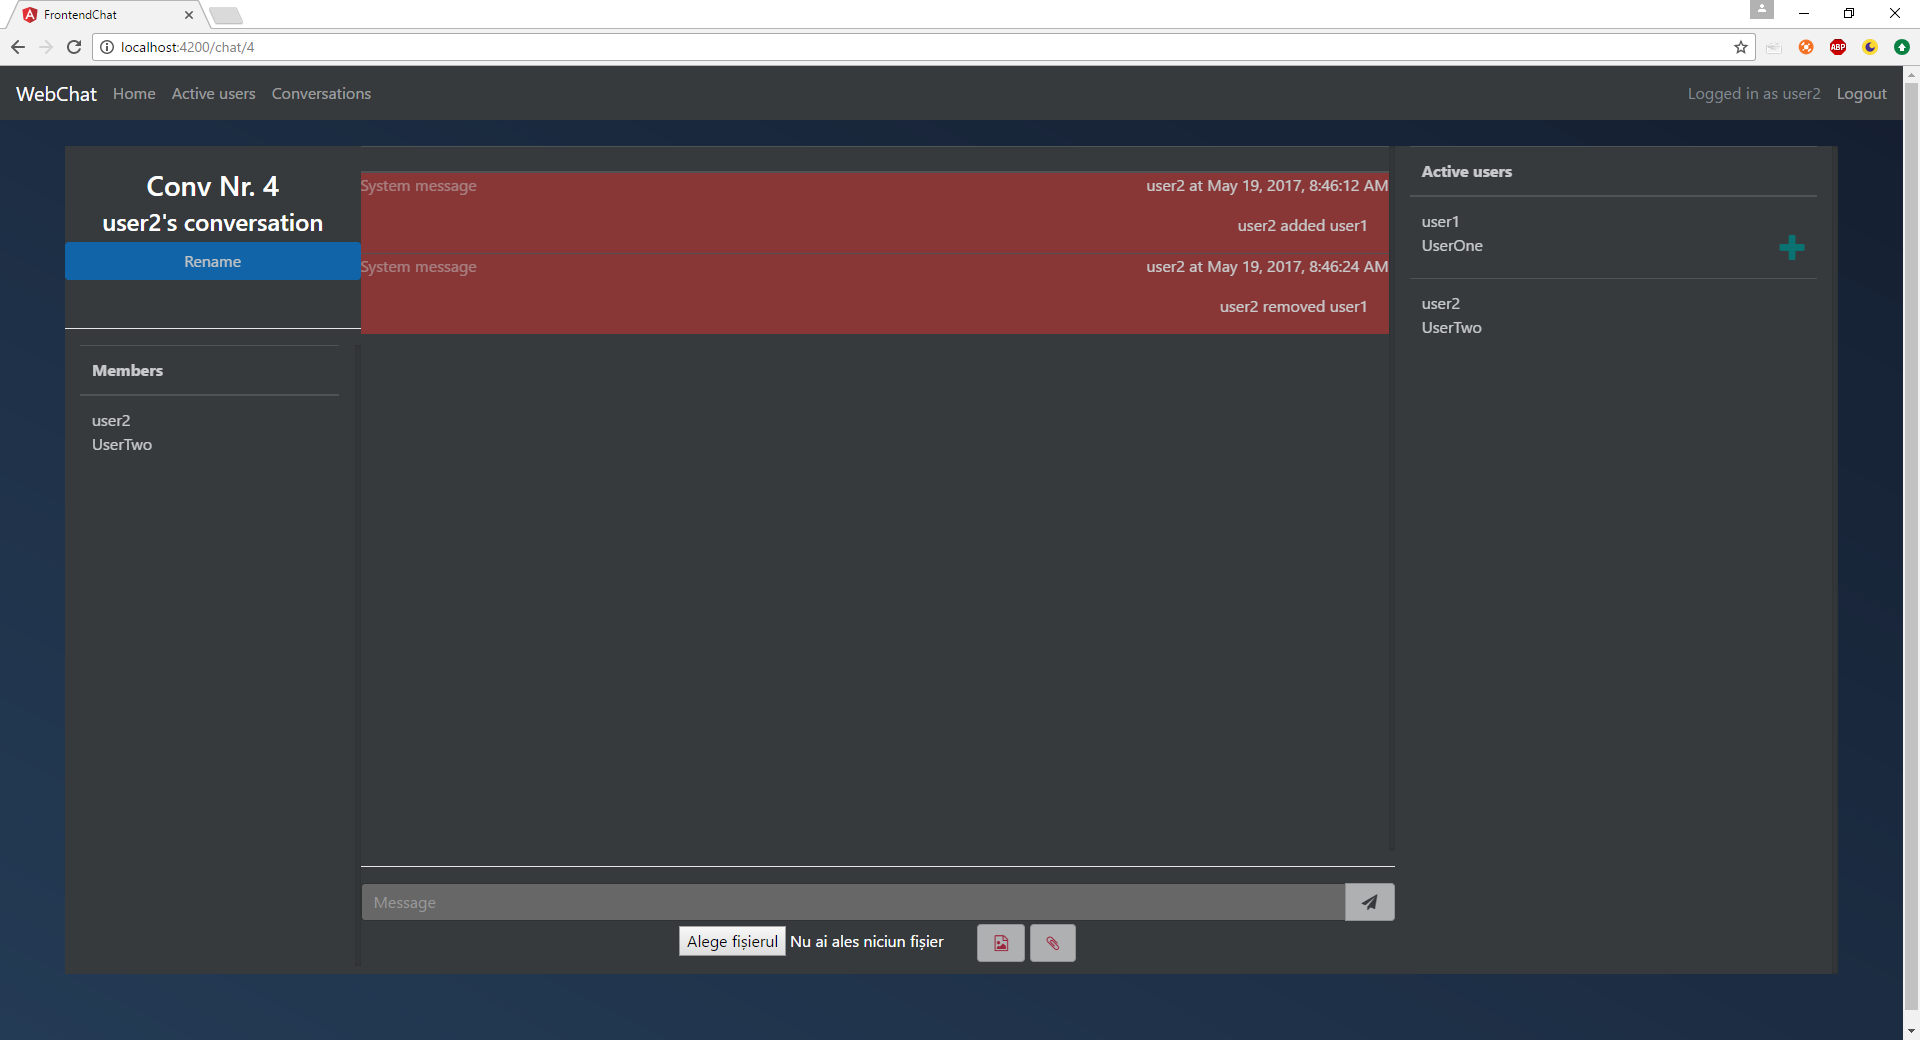 FrontendChat
localhost:4200/chat/4
ABP
WebChat Home Active users Conversations Logged in as user2 Logout
Conv Nr. 4
user2's conversation
Rename
Members
user2
UserTwo
System message user2 at May 19, 2017, 8:46:12 AM
user2 added user1
System message user2 at May 19, 2017, 8:46:24 AM
user2 removed user1
Message
Alege fișierul Nu ai ales niciun fișier
Active users
user1
UserOne
user2
UserTwo